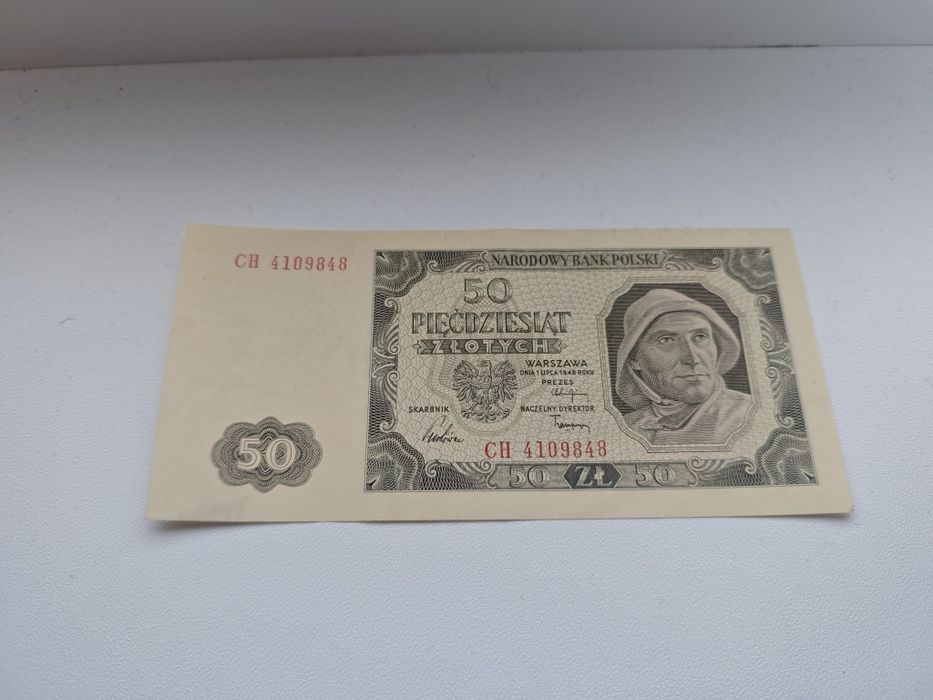 CH 4109848
NARODOWY BANK POLSKI
50
PIĘĆDZIESIĄT
ZŁOTYCH
WARSZAWA
DNIA 1 LIPCA 1948 ROKU
PREZES
SKARBNIK
NACZELNY DYREKTOR
CH 4109848
50
50 ZŁ 50